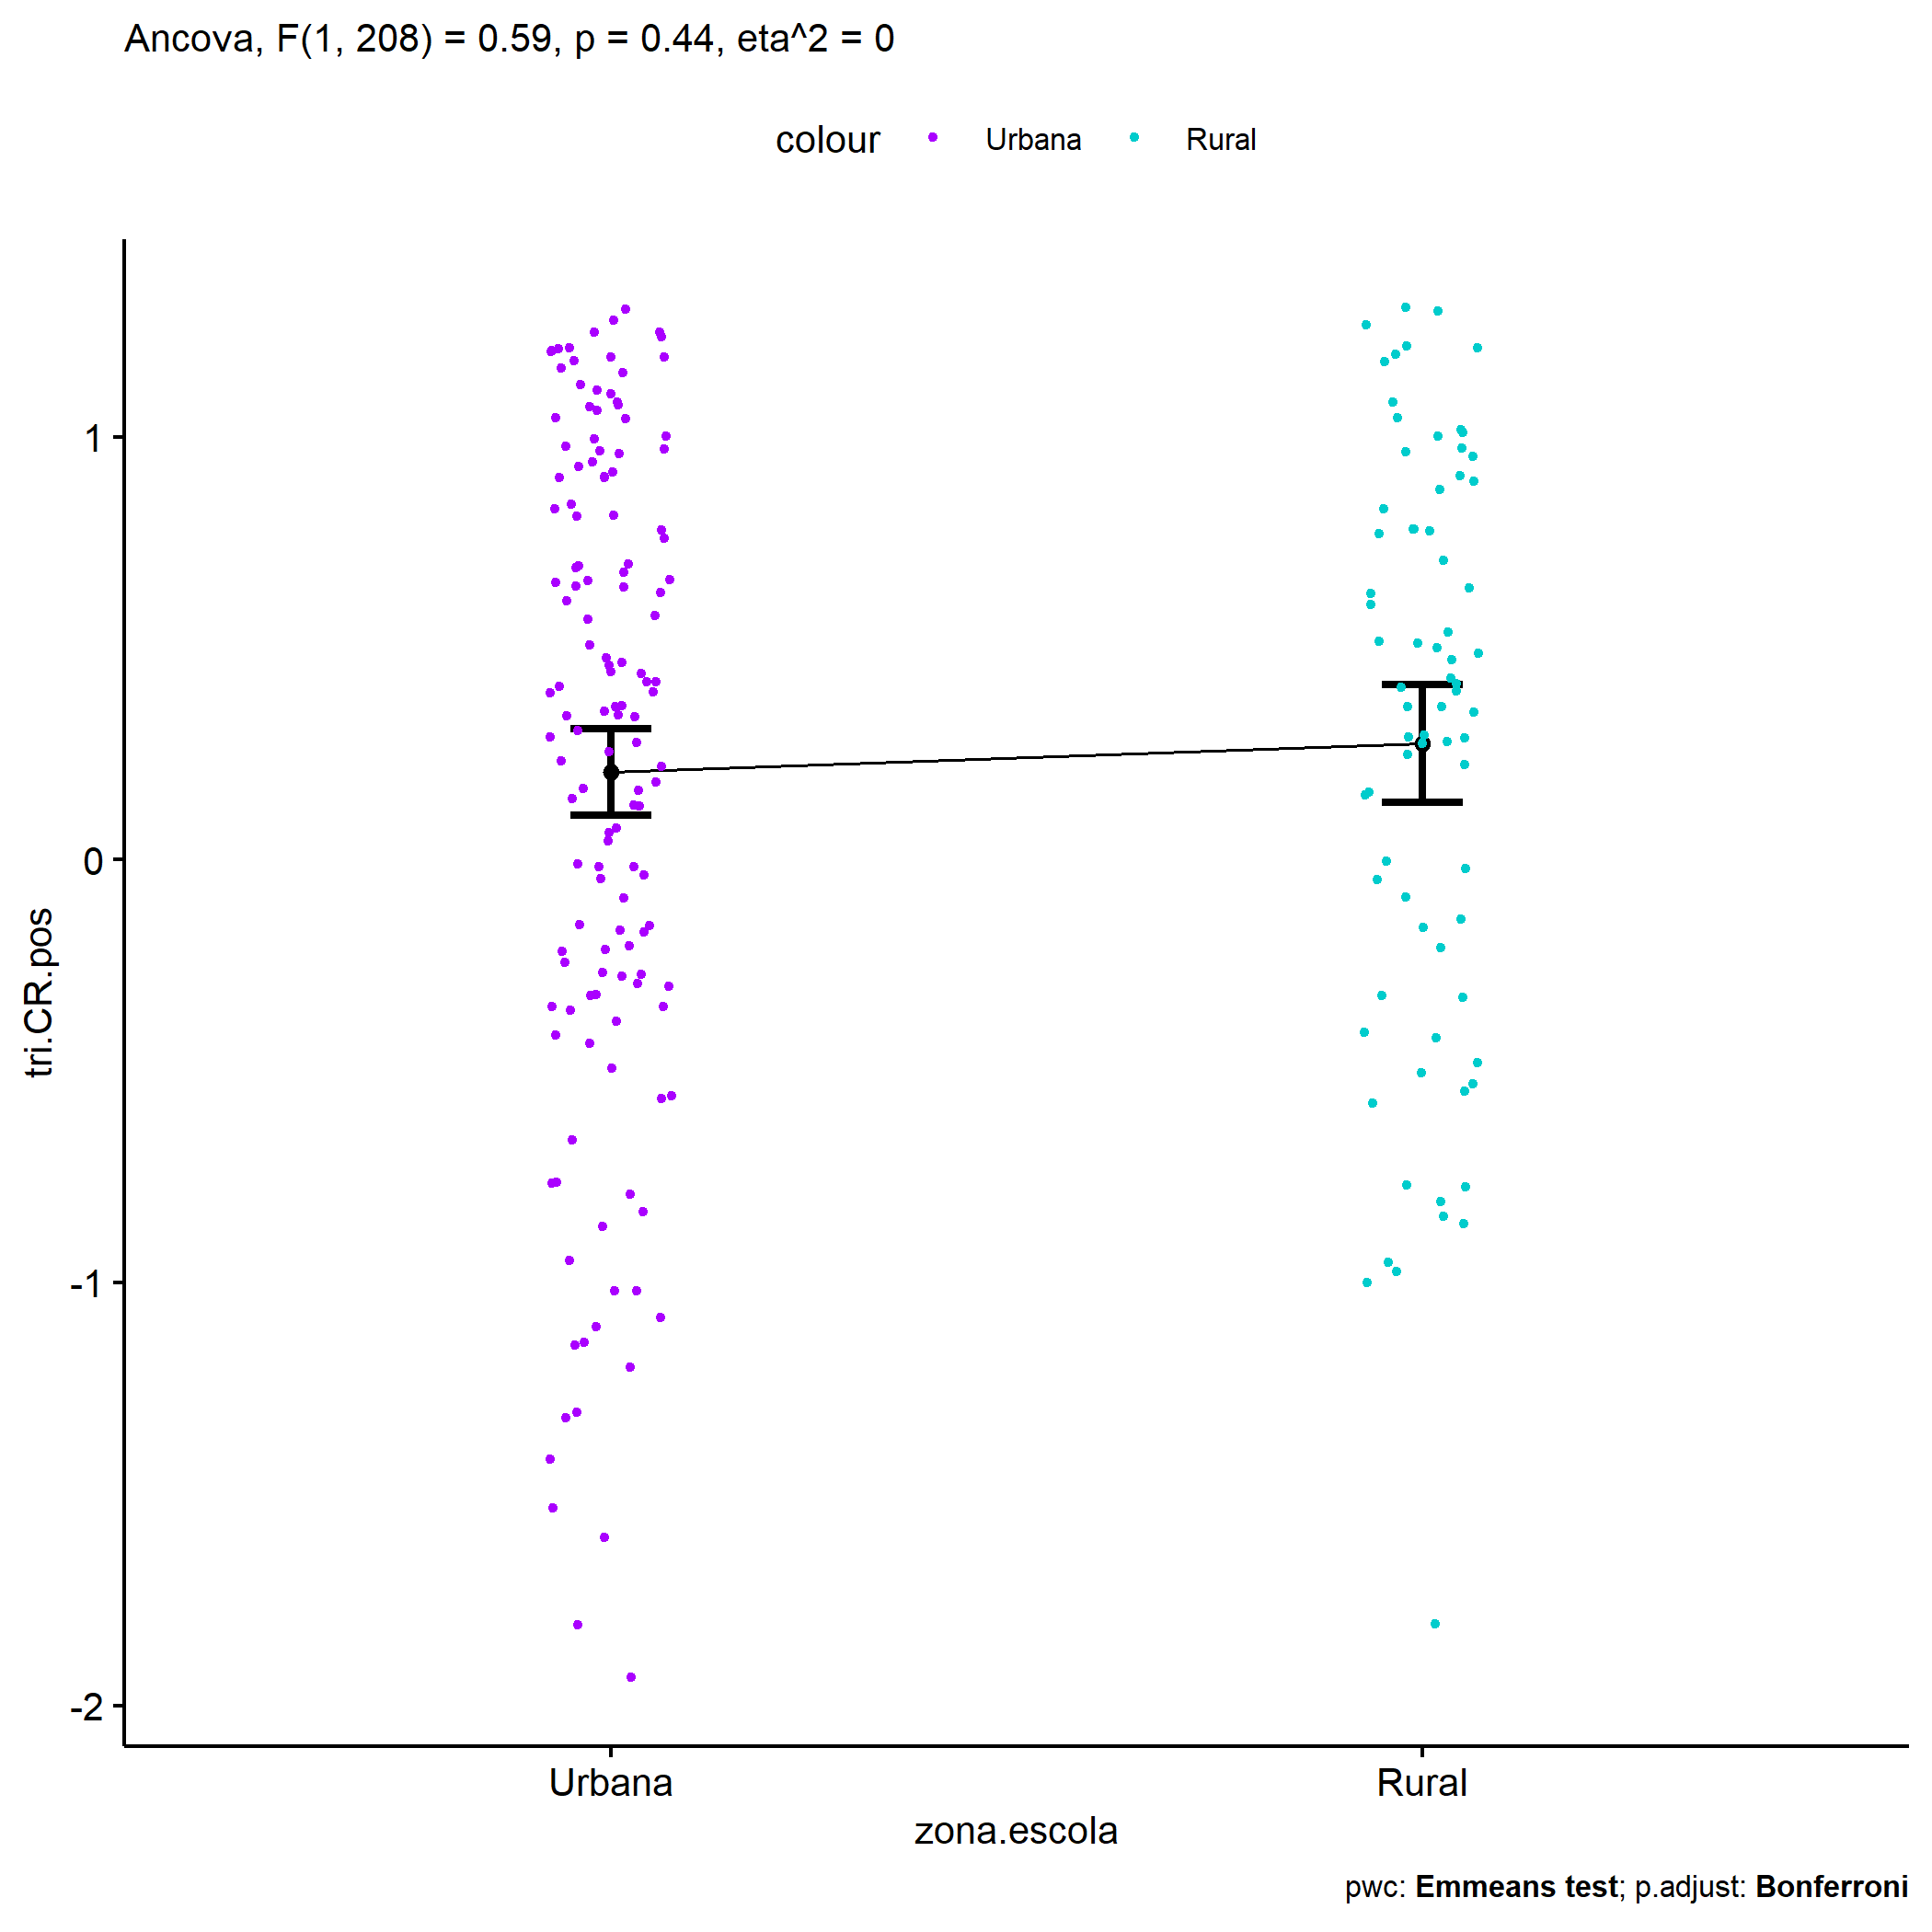 Ancova, F(1, 208) = 0.59, p = 0.44, eta^2 = 0
colour Urbana Rural
1
0
-1
-2
tri.CR.pos
Urbana Rural
zona.escola
pwc: Emmeans test; p.adjust: Bonferroni